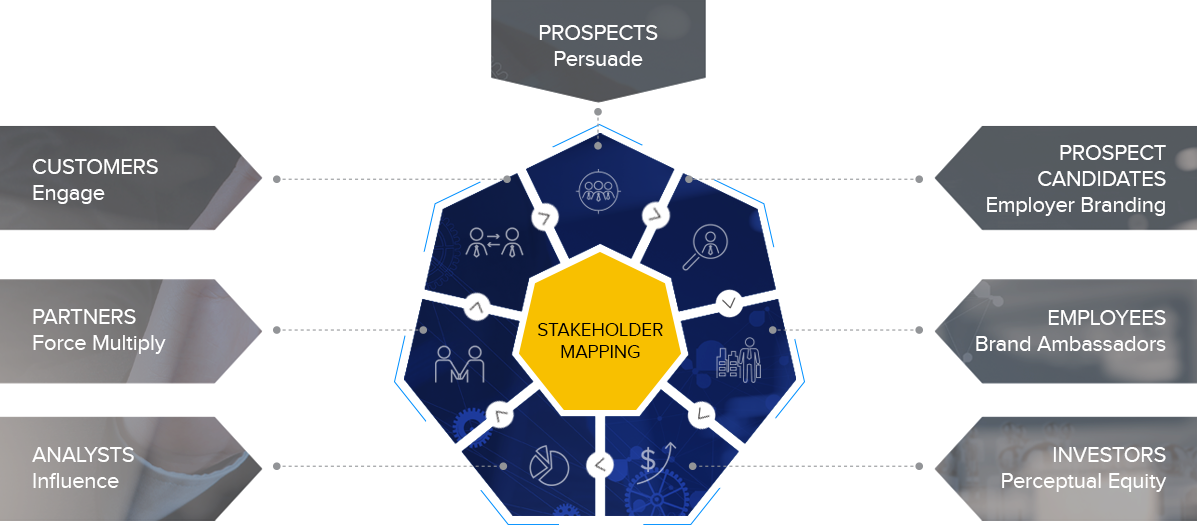 PROSPECTS
Persuade
CUSTOMERS
Engage
PROSPECT
CANDIDATES
Employer Branding
PARTNERS
Force Multiply
STAKEHOLDER
MAPPING
EMPLOYEES
Brand Ambassadors
ANALYSTS
Influence
$
INVESTORS
Perceptual Equity